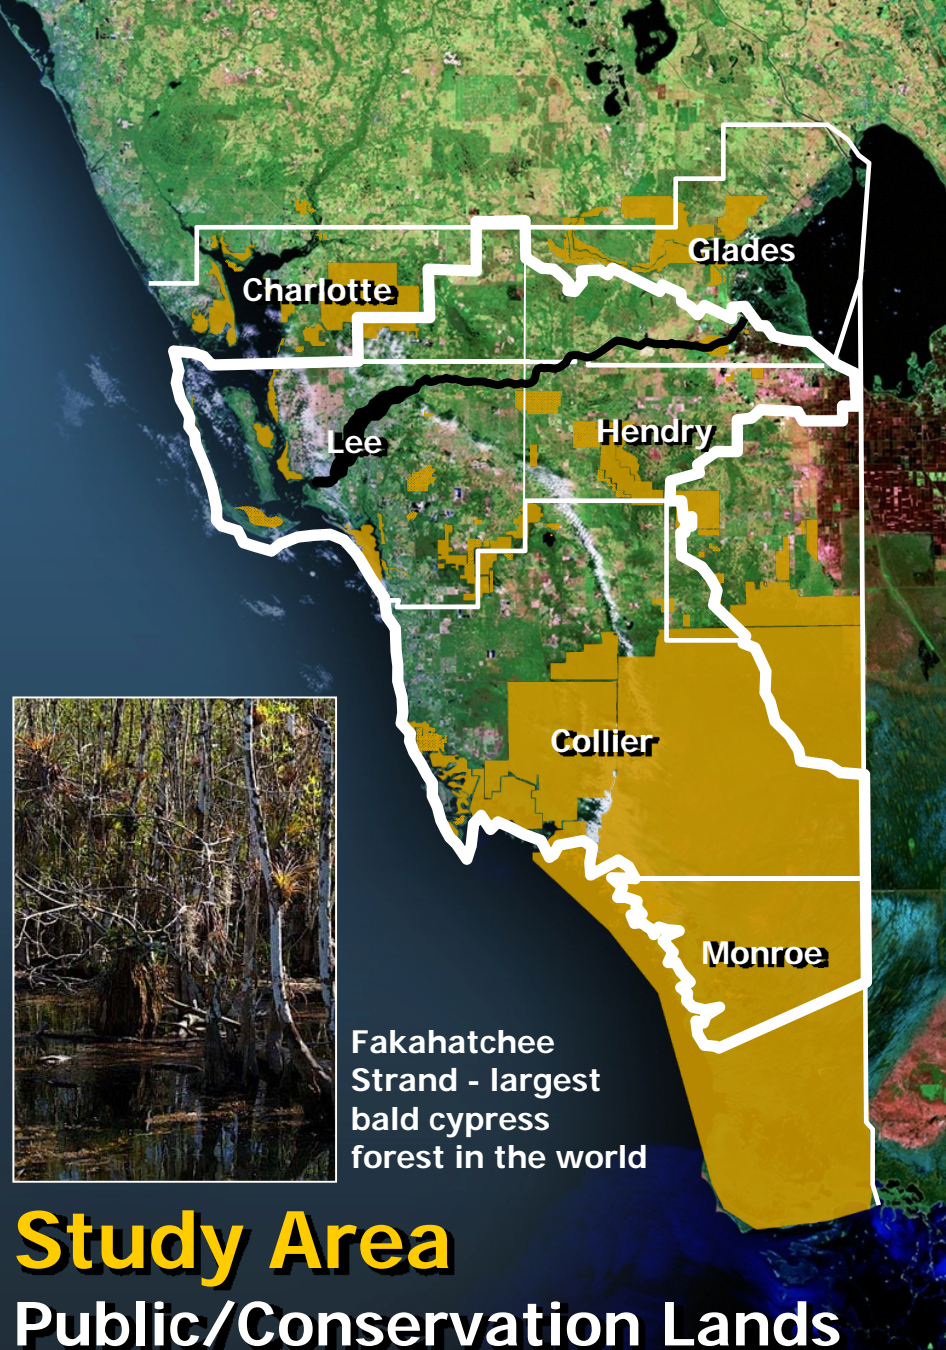 Glades
Charlotte
Lee
Hendry
Collier
Monroe
Fakahatchee
Strand - largest
bald cypress
forest in the world
Study Area
Public/Conservation Lands